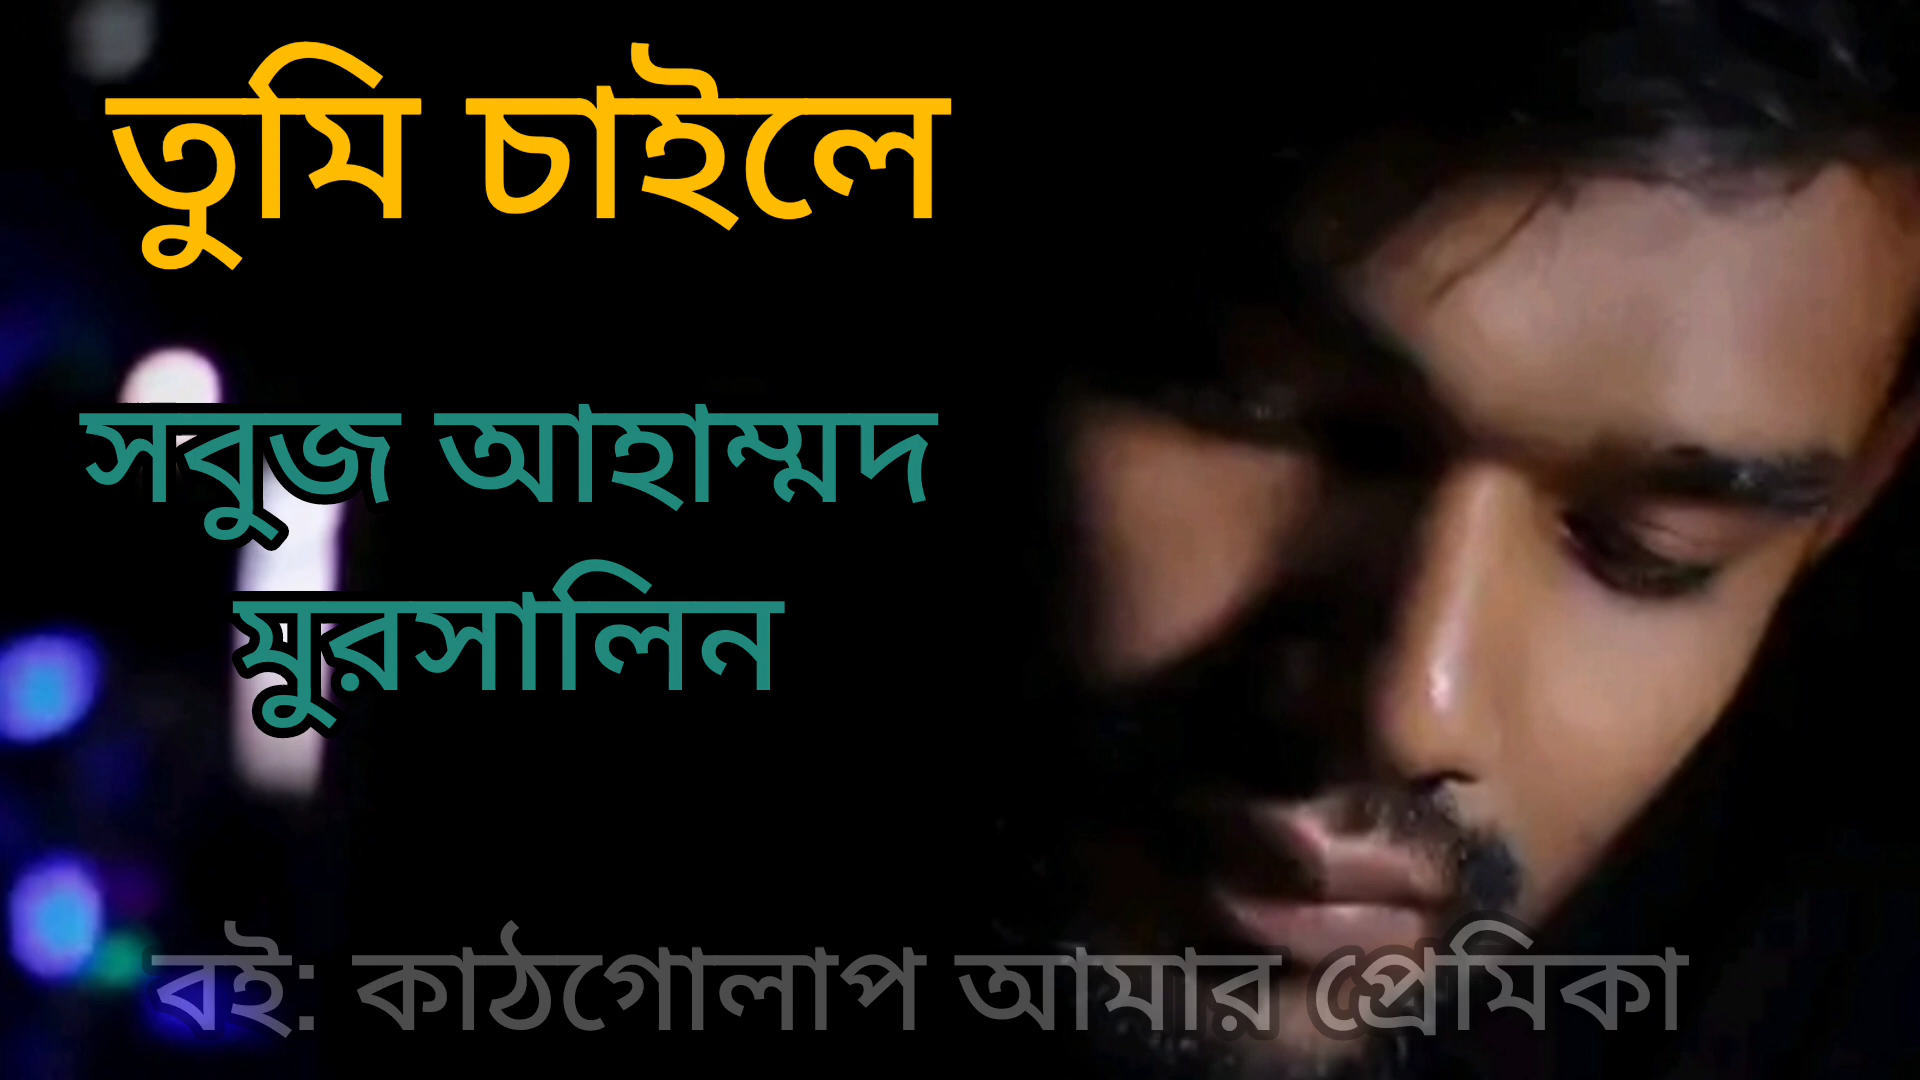 তুমি চাইলে
সবুজ আহাম্মদ
মুরসালিন
বই: কাঠগোলাপ আমার প্রেমিকা